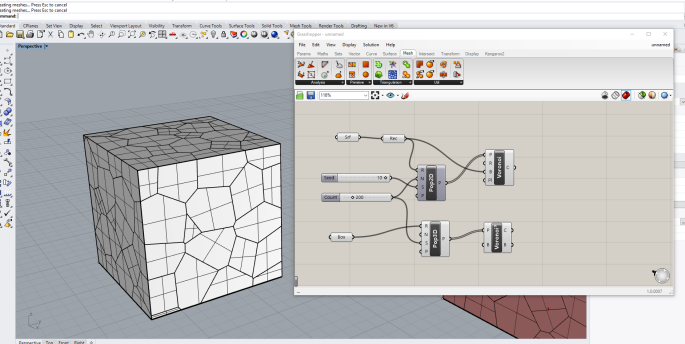 eating meshes... Press Esc to cancel
eating meshes... Press Esc to cancel
ommand:
tandard CPlanes Set View Display Select Viewport Layout Visibility Transform Curve Tools Surface Tools Solid Tools Mesh Tools Render Tools Drafting New in V6
Perspective
Grasshopper - unnamed
File Edit View Display Solution Help
unnamed
Params Maths Sets Vector Curve Surface Mesh Intersect Transform Display Kangaroo2
Analysis
Triangulation
Util
118%
Srf
Rec
Seed
10
Count
300
Box
R
N
S
P
Pop2D
P
P
R
B
Voronoi
C
B
N
S
P
Pop3D
P
P
B
Voronoi
C
B
1.0.0007
Perspective Top Front Right